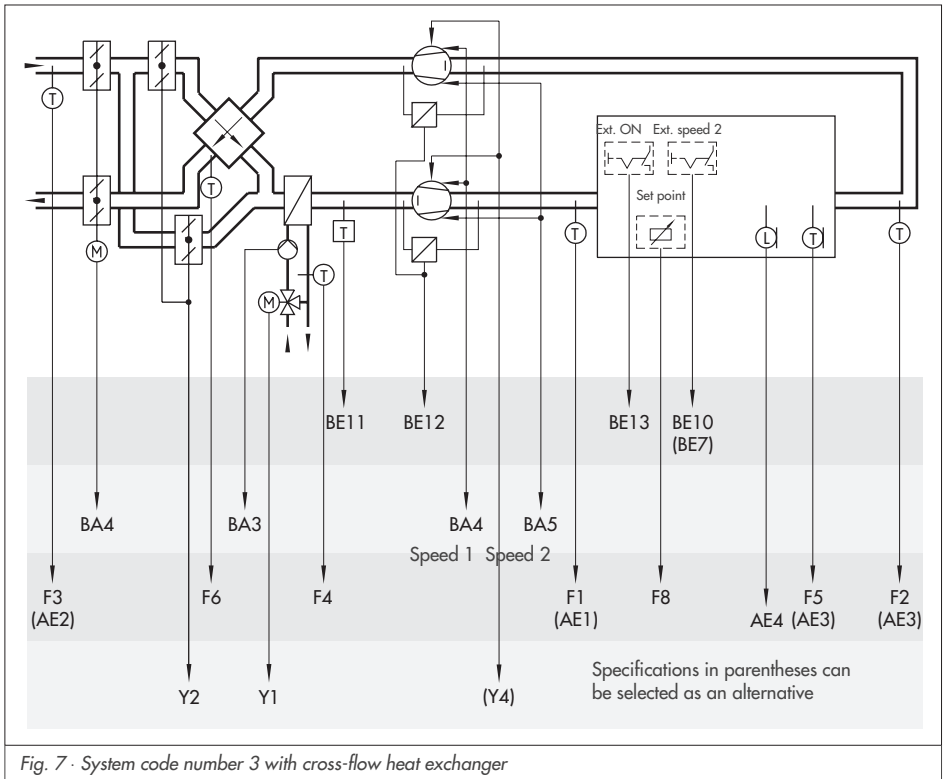 T
Ext. ON Ext. speed 2
T
Set point
M
T
L
T
T
T
T
M
BE11 BE12 BE13 BE10
(BE7)
BA4 BA3 BA4 BA5
Speed 1 Speed 2
F3 F6 F4 F1 F8 AE4 F5 F2
(AE2) (AE1) (AE3) (AE3)
Y2 Y1 (Y4)
Specifications in parentheses can
be selected as an alternative
Fig. 7 · System code number 3 with cross-flow heat exchanger